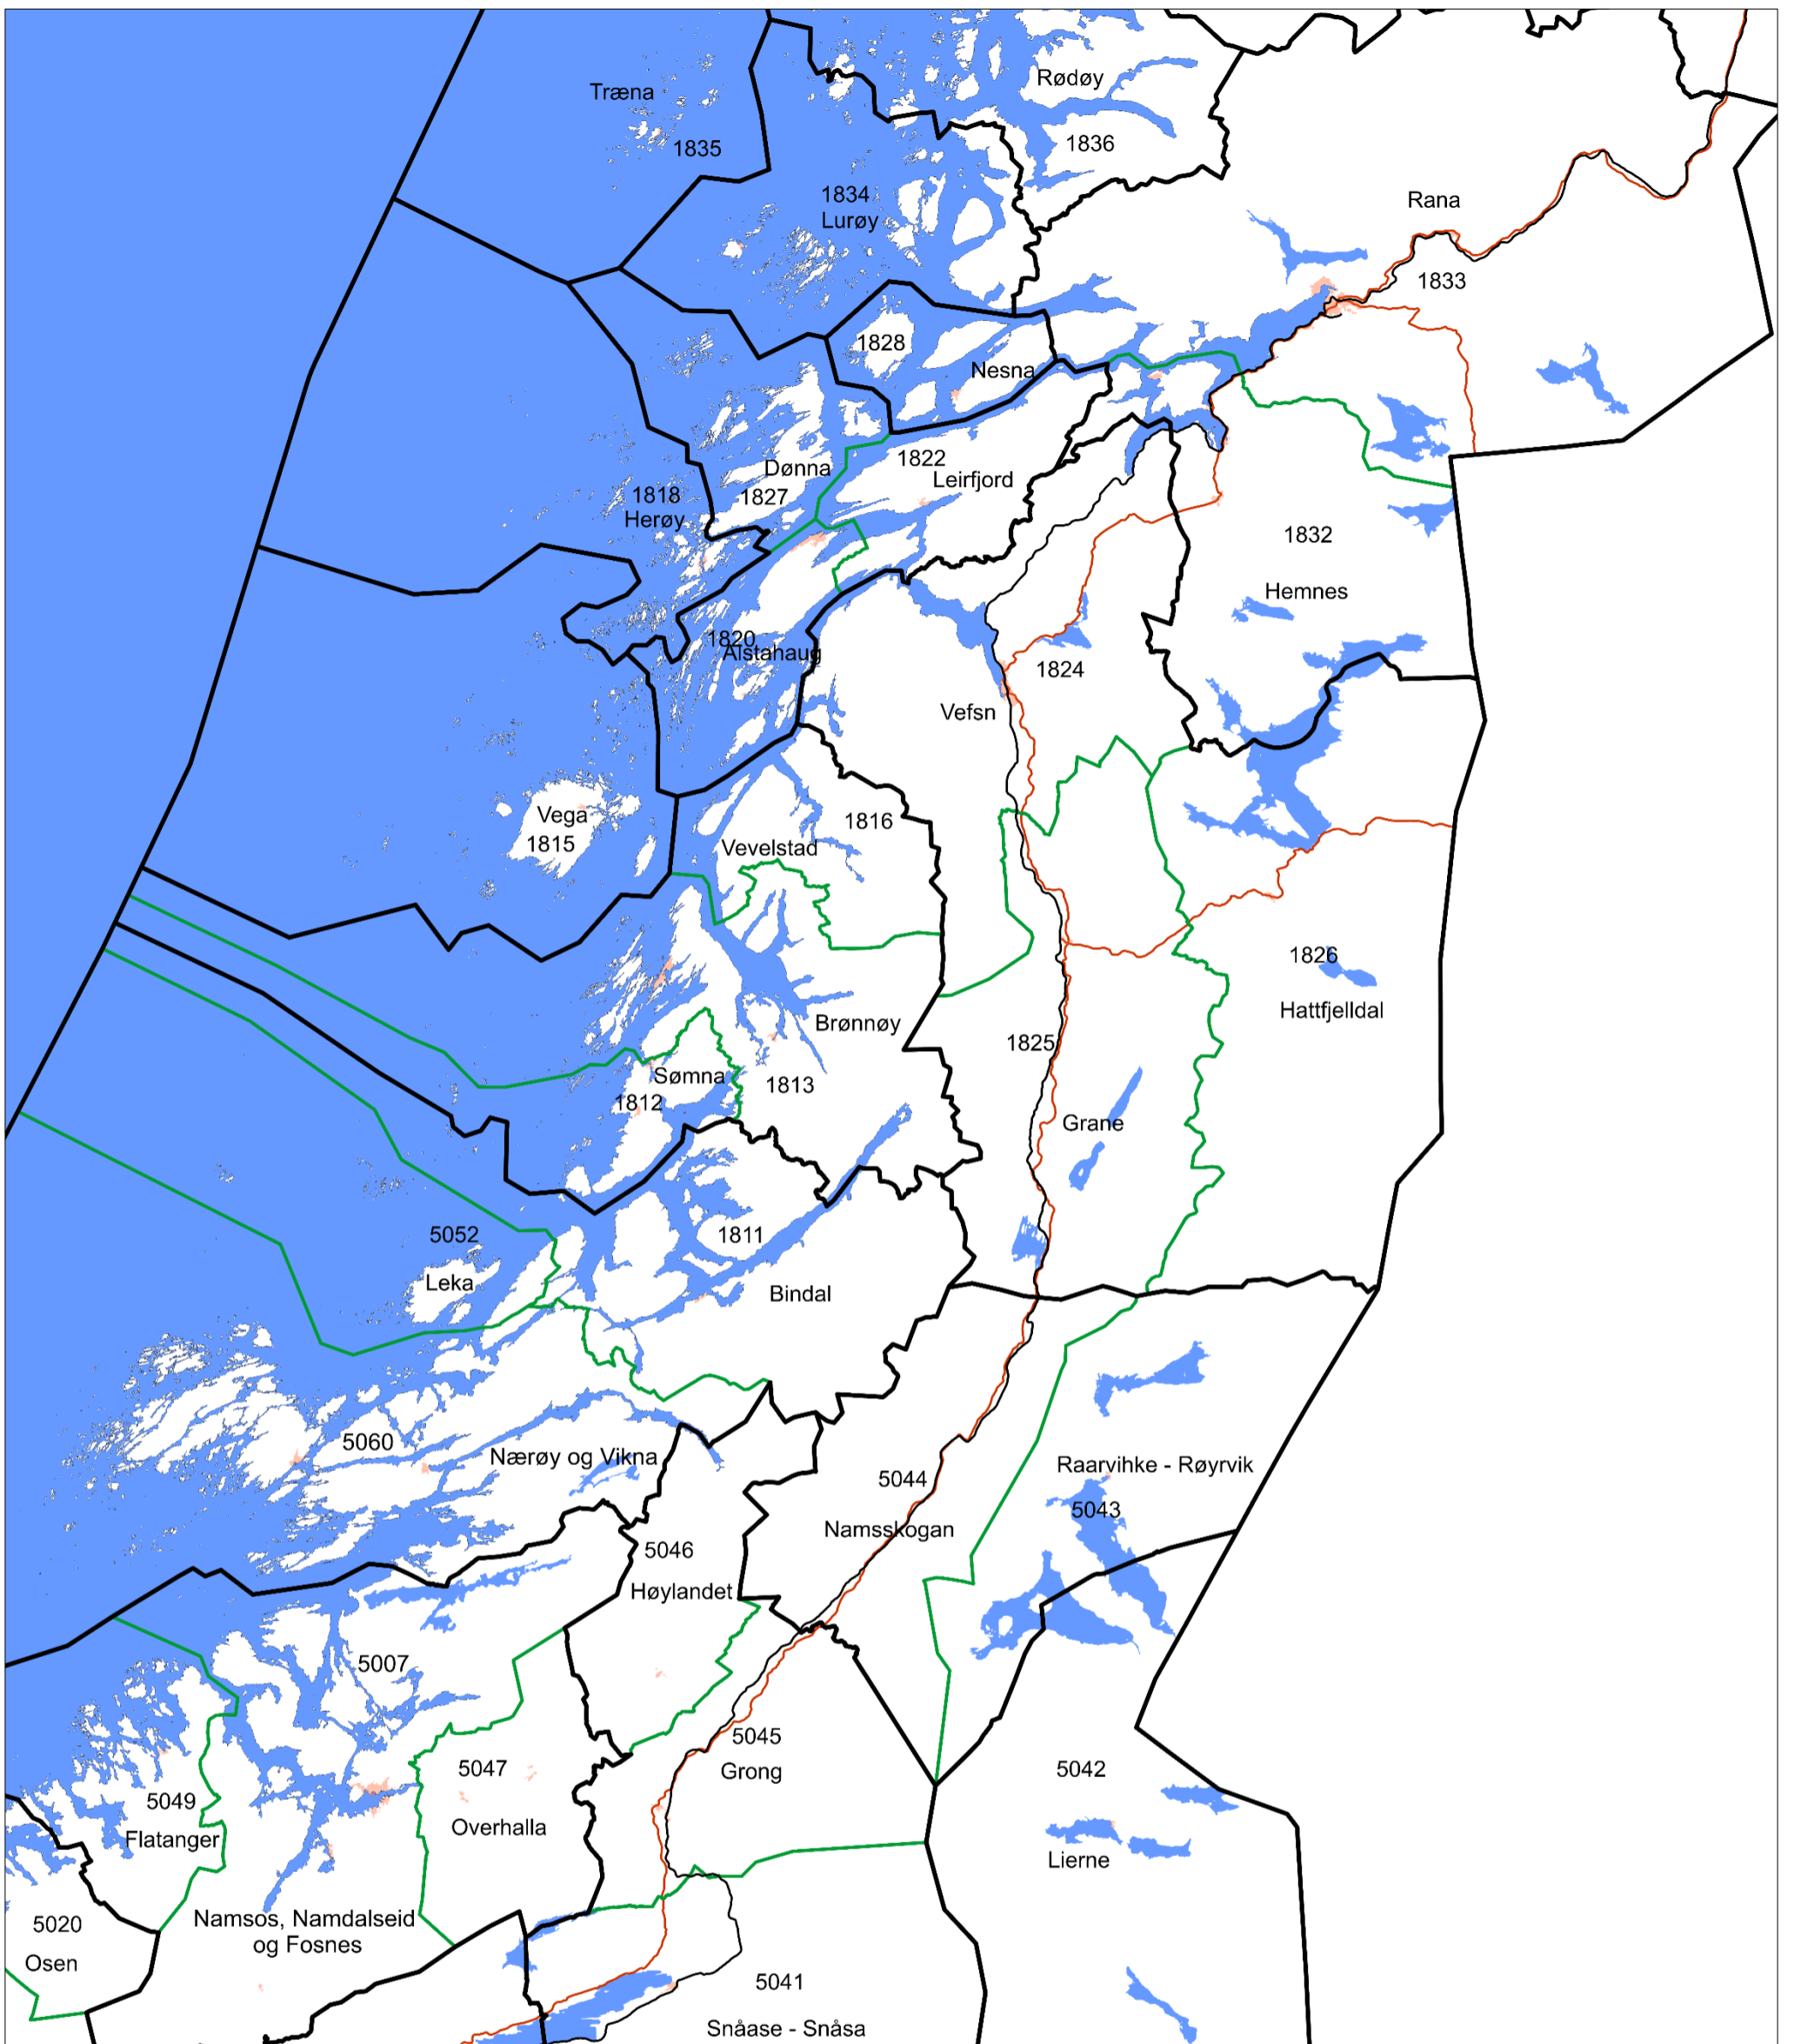 Træna
1835
Rødøy
1836
1834
Lurøy
Rana
1833
1828
Nesna
1822
Leirfjord
Dønna
1827
1818
Herøy
1832
Hemnes
1820
Alstahaug
1824
Vefsn
Vega
1815
1816
Vevelstad
1826
Hattfjelldal
Brønnøy
1813
Sømna
1812
1825
Grane
1811
Bindal
5052
Leka
5060
Nærøy og Vikna
5044
Namsskogan
Raarvihke - Røyrvik
5043
5046
Høylandet
5007
5045
Grong
5047
Overhalla
5042
Lierne
5049
Flatanger
Namsos, Namdalseid
og Fosnes
5020
Osen
5041
Snåase - Snåsa